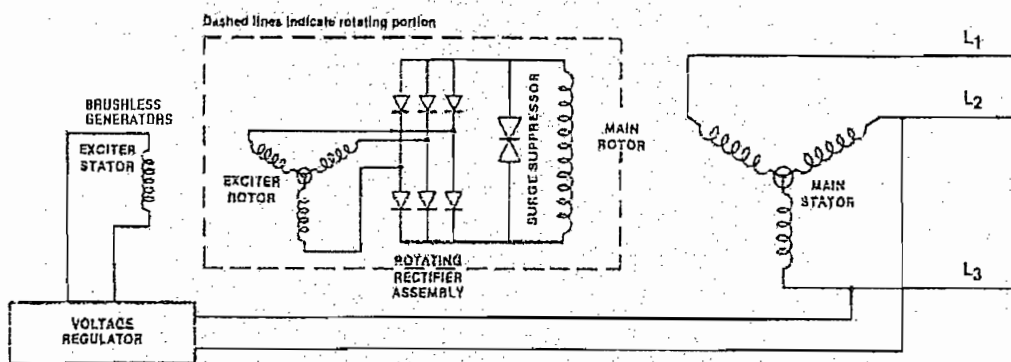 Dashed lines indicate rotating portion
BRUSHLESS
GENERATORS
EXCITER
STATOR
EXCITER
ROTOR
ROTATING
RECTIFIER
ASSEMBLY
SURGE SUPPRESSOR
MAIN
ROTOR
MAIN
STATOR
L1
L2
L3
VOLTAGE
REGULATOR